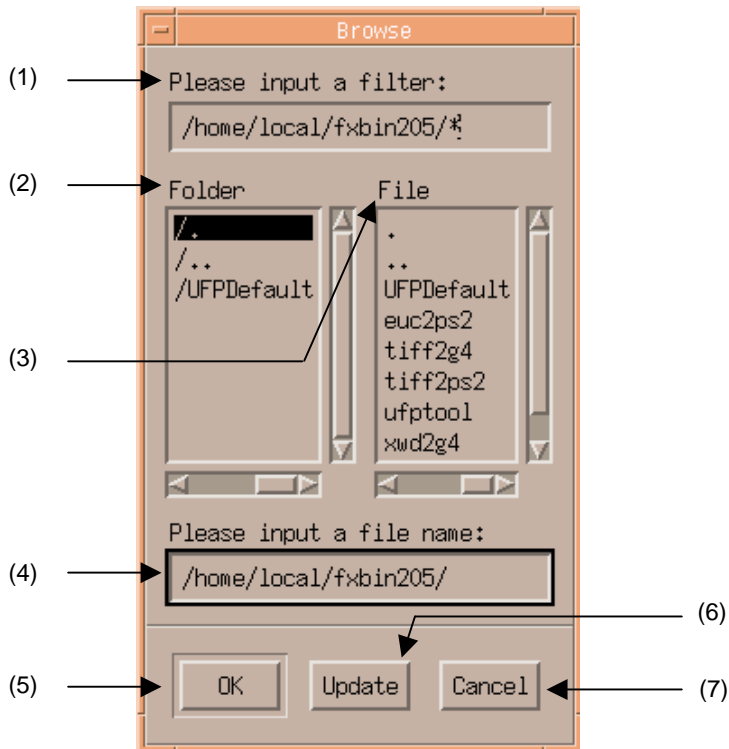 Browse
(1)
Please input a filter:
/home/local/fxbin205/*
(2)
Folder
File
/.
/..
/UFPDefault
.
..
UFPDefault
euc2ps2
tiff2g4
tiff2ps2
ufptool
xwd2g4
(3)
Please input a file name:
(4)
/home/local/fxbin205/
(6)
(5)
OK
Update
Cancel
(7)